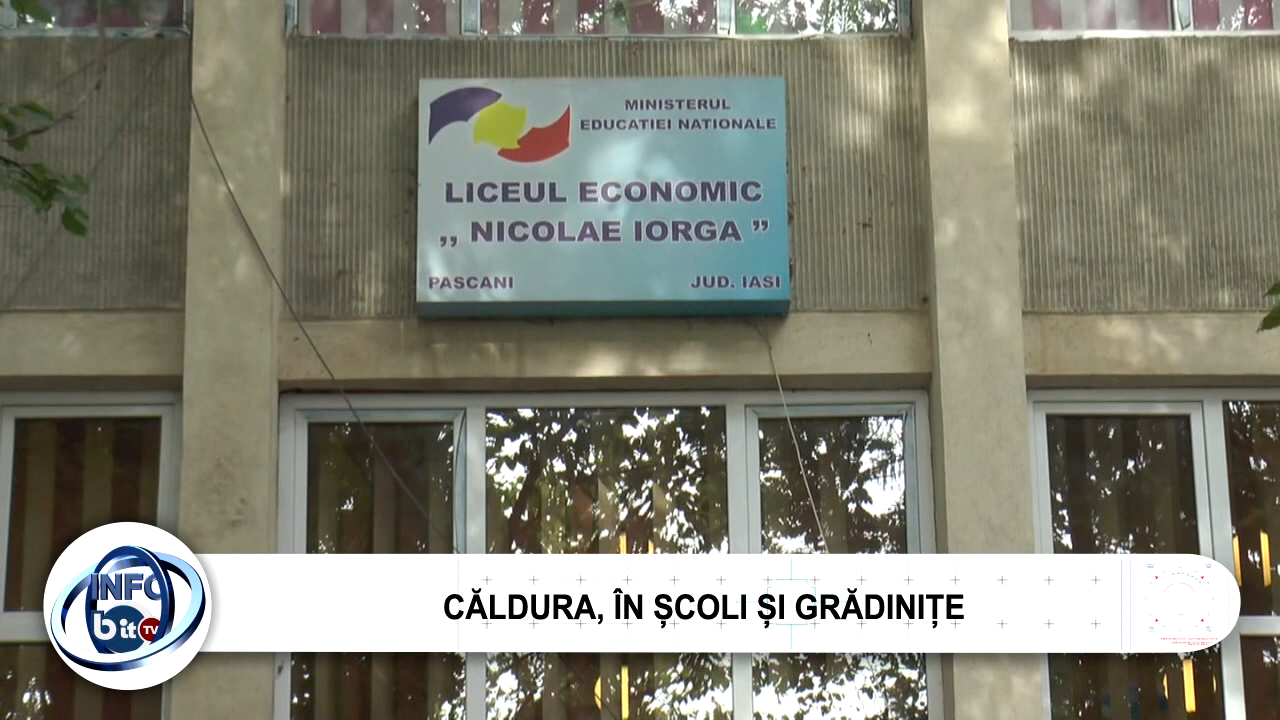 MINISTERUL
EDUCATIEI NATIONALE
LICEUL ECONOMIC
,, NICOLAE IORGA ”
PASCANI JUD. IASI
INFO
bit TV
CĂLDURA, ÎN ȘCOLI ȘI GRĂDINIȚE